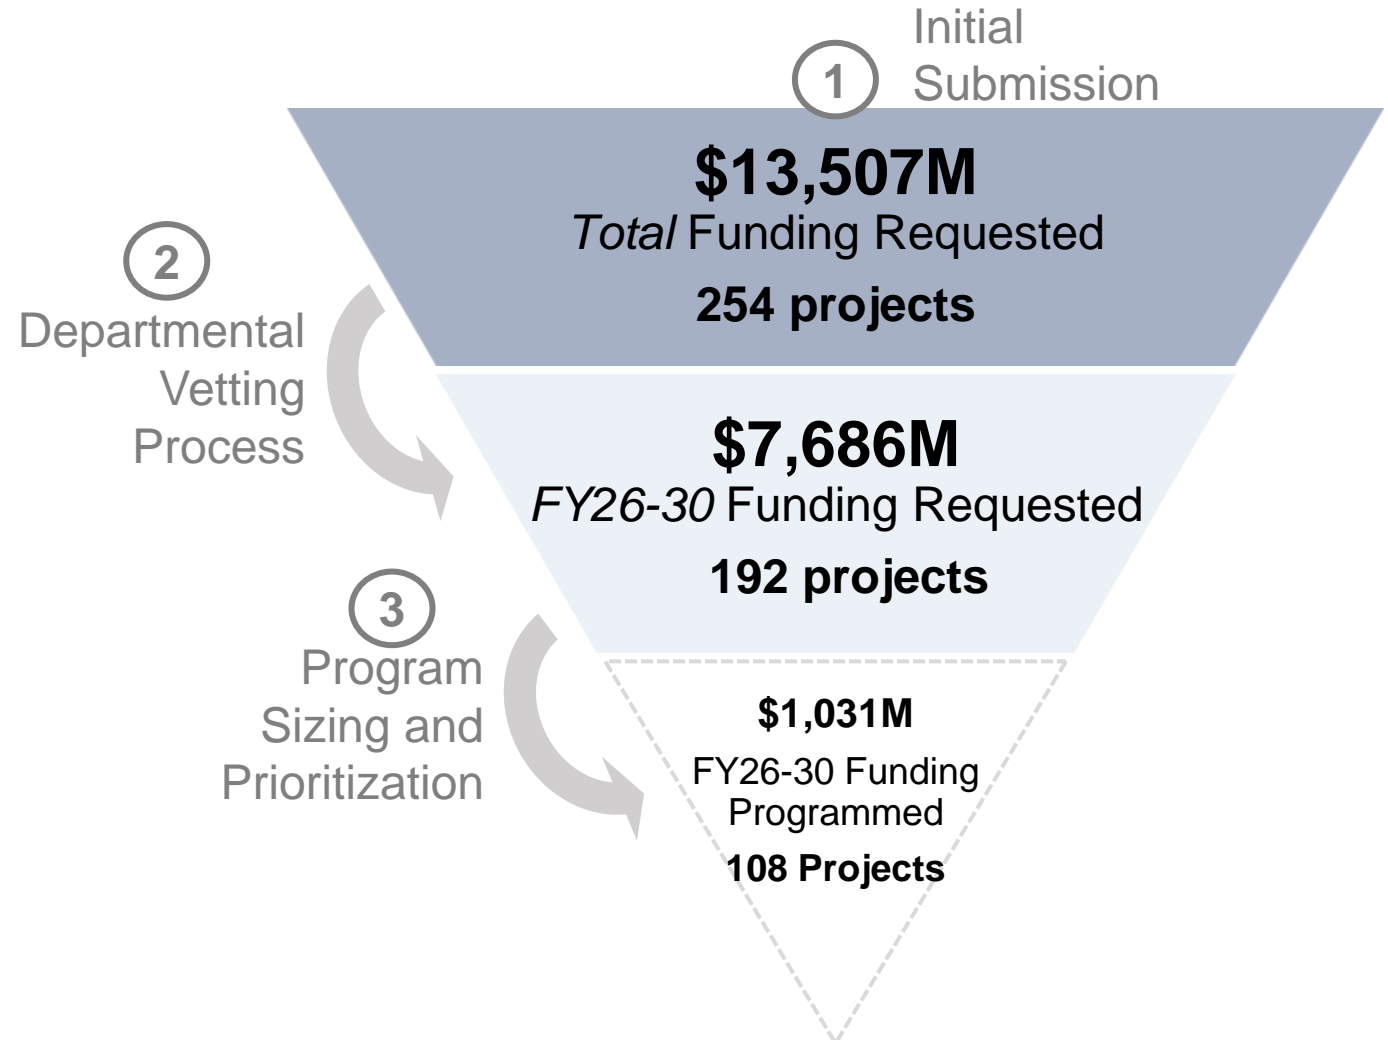 1
Initial
Submission
$13,507M
Total Funding Requested
254 projects
2
Departmental
Vetting
Process
$7,686M
FY26-30 Funding Requested
192 projects
3
Program
Sizing and
Prioritization
$1,031M
FY26-30 Funding
Programmed
108 Projects